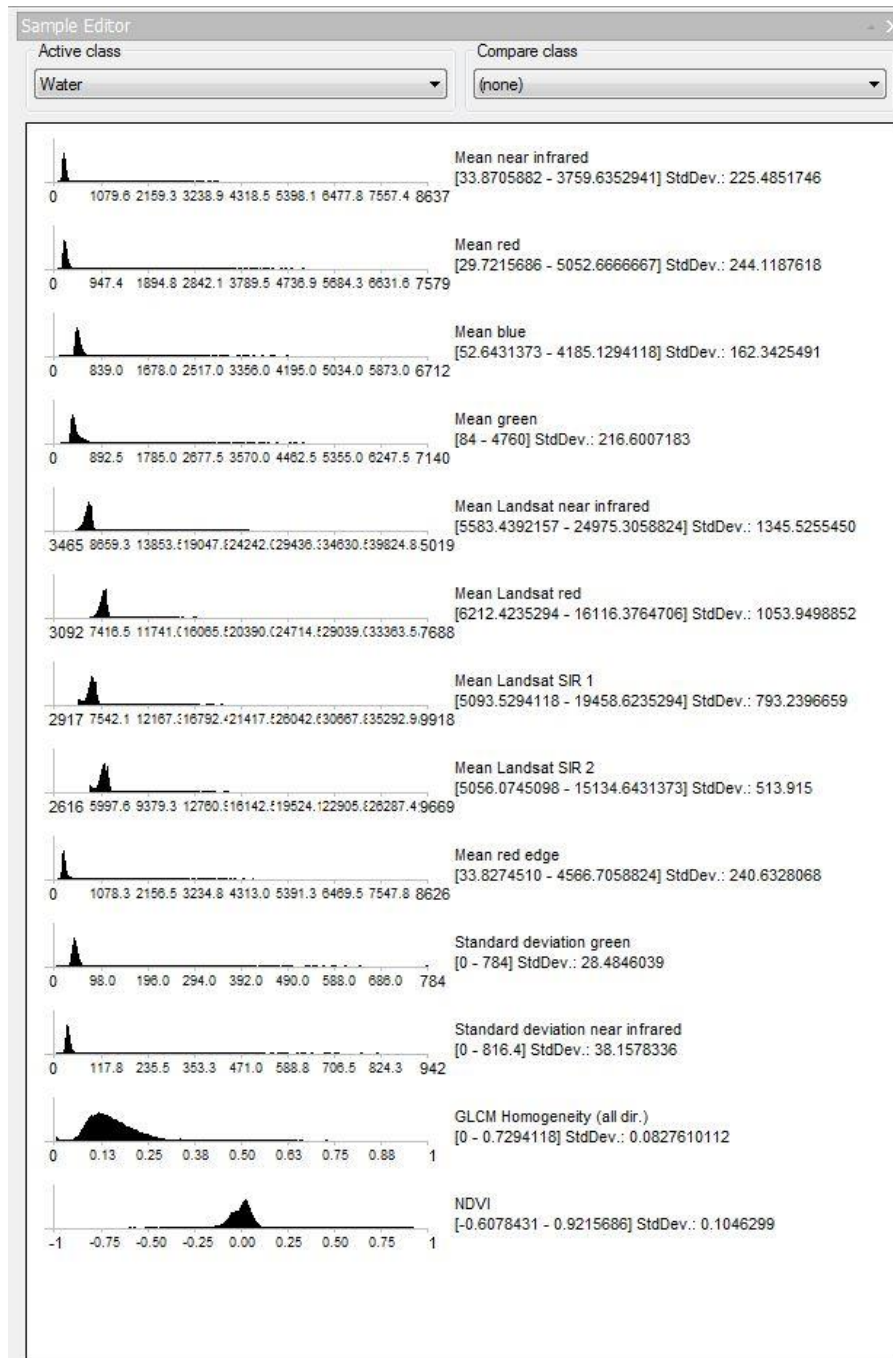 Sample Editor
Active class
Compare class
Water
(none)
Mean near infrared
[33.8705882 - 3759.6352941] StdDev.: 225.4851746
0 1079.6 2159.3 3238.9 4318.5 5398.1 6477.8 7557.4 8637
Mean red
[29.7215686 - 5052.6666667] StdDev.: 244.1187618
0 947.4 1894.8 2842.1 3789.5 4736.9 5684.3 6631.6 7579
Mean blue
[52.6431373 - 4185.1294118] StdDev.: 162.3425491
0 839.0 1678.0 2517.0 3356.0 4195.0 5034.0 5873.0 6712
Mean green
[84 - 4760] StdDev.: 216.6007183
0 892.5 1785.0 2677.5 3570.0 4462.5 5355.0 6247.5 7140
Mean Landsat near infrared
[5583.4392157 - 24975.3058824] StdDev.: 1345.5255450
3465 8659.3
Mean Landsat red
[6212.4235294 - 16116.3764706] StdDev.: 1053.9498852
3092 7416.5
Mean Landsat SIR 1
[5093.5294118 - 19458.6235294] StdDev.: 793.2396659
2917 7542.1
Mean Landsat SIR 2
[5056.0745098 - 15134.6431373] StdDev.: 513.915
2616 5997.6 9379.3
Mean red edge
[33.8274510 - 4566.7058824] StdDev.: 240.6328068
0 1078.3 2156.5 3234.8 4313.0 5391.3 6469.5 7547.8 8626
Standard deviation green
[0 - 784] StdDev.: 28.4846039
0 98.0 196.0 294.0 392.0 490.0 588.0 686.0 784
Standard deviation near infrared
[0 - 816.4] StdDev.: 38.1578336
0 117.8 235.5 353.3 471.0 588.8 706.5 824.3 942
GLCM Homogeneity (all dir.)
[0 - 0.7294118] StdDev.: 0.0827610112
0 0.13 0.25 0.38 0.50 0.63 0.75 0.88 1
NDVI
[-0.6078431 - 0.9215686] StdDev.: 0.1046299
-1 -0.75 -0.50 -0.25 0.00 0.25 0.50 0.75 1